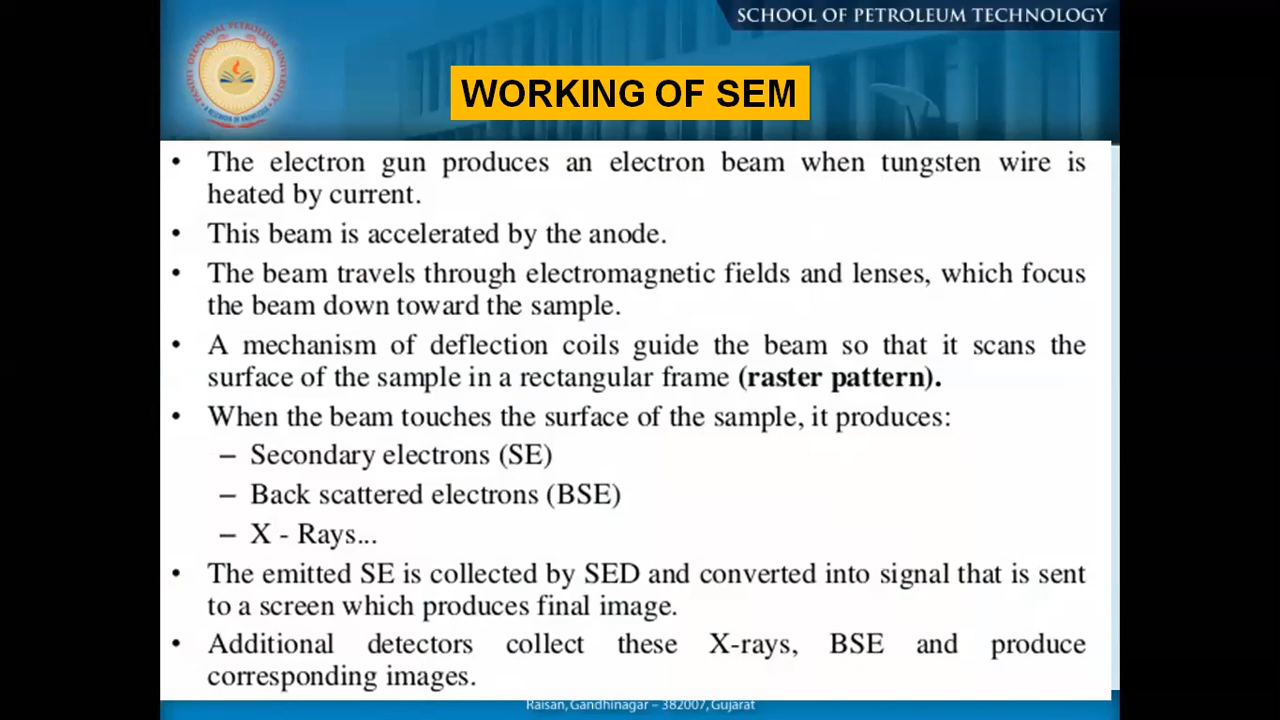 SCHOOL OF PETROLEUM TECHNOLOGY
PANDIT DEENDAYAL PETROLEUM UNIVERSITY
WORKING OF SEM
• The electron gun produces an electron beam when tungsten wire is
heated by current.
• This beam is accelerated by the anode.
• The beam travels through electromagnetic fields and lenses, which focus
the beam down toward the sample.
• A mechanism of deflection coils guide the beam so that it scans the
surface of the sample in a rectangular frame (raster pattern).
• When the beam touches the surface of the sample, it produces:
– Secondary electrons (SE)
– Back scattered electrons (BSE)
– X - Rays...
• The emitted SE is collected by SED and converted into signal that is sent
to a screen which produces final image.
• Additional detectors collect these X-rays, BSE and produce
corresponding images.
Raisan, Gandhinagar – 382007, Gujarat